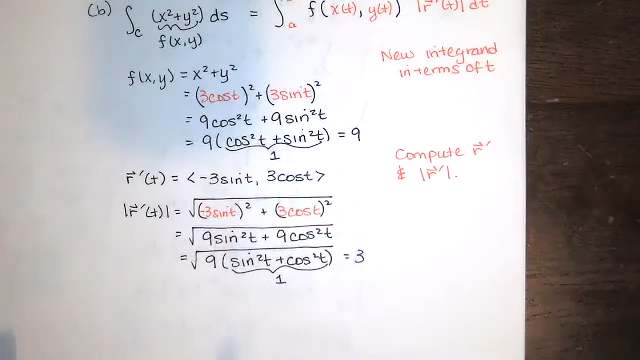 (b) ∫_C (x²+y²) ds = ∫_a f(x(t), y(t)) |r⃗'(t)| dt
f(x,y)
New integrand
in terms of t
f(x,y) = x²+y²
= (3cost)² + (3sint)²
= 9cos²t + 9sin²t
= 9(cos²t + sin²t) = 9
1
Compute r⃗'
& |r⃗'|.
r⃗'(t) = <-3sint, 3cost>
|r⃗'(t)| = √(-3sint)² + (3cost)²
= √9sin²t + 9cos²t
= √9(sin²t + cos²t) = 3
1